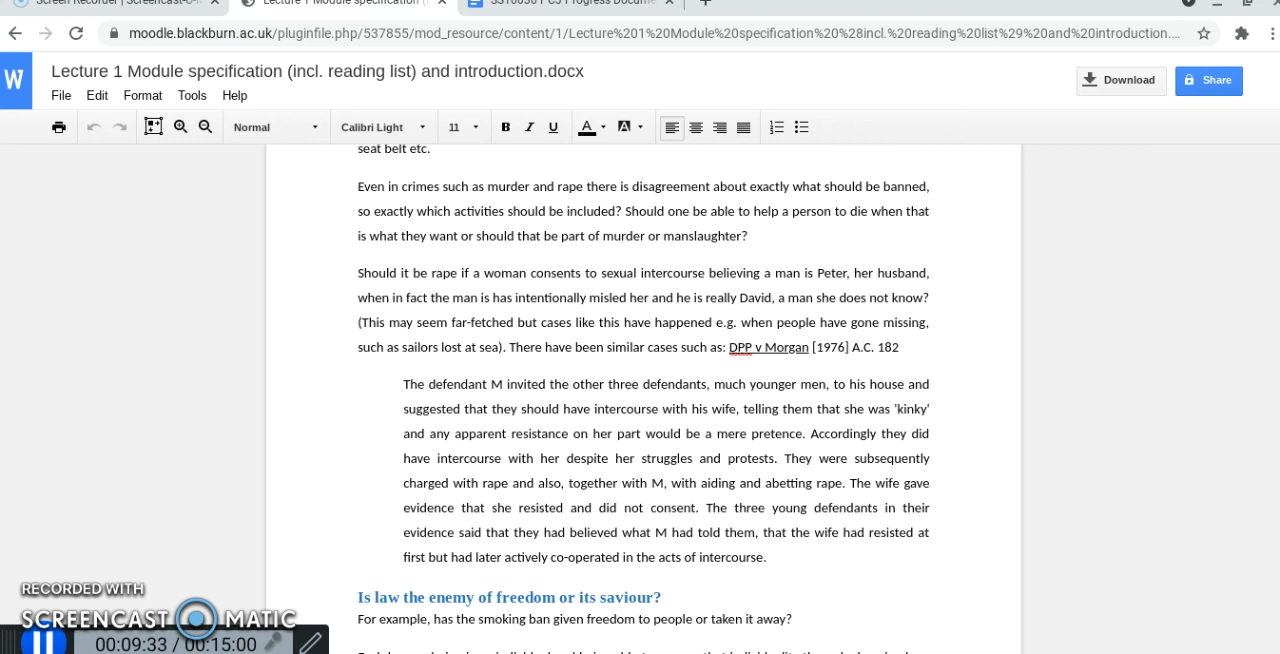 Screen Recorder | Screencast-O-M
Lecture 1 Module specification (
SS10030 PC3 Progress Docume
moodle.blackburn.ac.uk/pluginfile.php/537855/mod_resource/content/1/Lecture%201%20Module%20specification%20%28incl.%20reading%20list%29%20and%20introduction....
W
Lecture 1 Module specification (incl. reading list) and introduction.docx
Download
Share
File Edit Format Tools Help
Normal Calibri Light 11 B I U A A
seat belt etc.
Even in crimes such as murder and rape there is disagreement about exactly what should be banned,
so exactly which activities should be included? Should one be able to help a person to die when that
is what they want or should that be part of murder or manslaughter?
Should it be rape if a woman consents to sexual intercourse believing a man is Peter, her husband,
when in fact the man is has intentionally misled her and he is really David, a man she does not know?
(This may seem far-fetched but cases like this have happened e.g. when people have gone missing,
such as sailors lost at sea). There have been similar cases such as: DPP v Morgan [1976] A.C. 182
The defendant M invited the other three defendants, much younger men, to his house and
suggested that they should have intercourse with his wife, telling them that she was 'kinky'
and any apparent resistance on her part would be a mere pretence. Accordingly they did
have intercourse with her despite her struggles and protests. They were subsequently
charged with rape and also, together with M, with aiding and abetting rape. The wife gave
evidence that she resisted and did not consent. The three young defendants in their
evidence said that they had believed what M had told them, that the wife had resisted at
first but had later actively co-operated in the acts of intercourse.
Is law the enemy of freedom or its saviour?
For example, has the smoking ban given freedom to people or taken it away?
RECORDED WITH
SCREENCAST MATIC
00:09:33 / 00:15:00